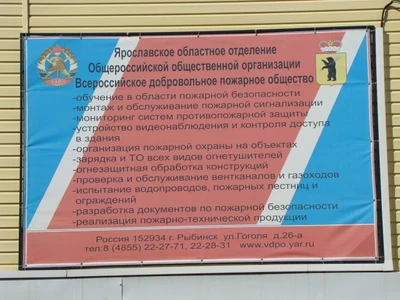 Ярославское областное отделение
Общероссийской общественной организации
Всероссийское добровольное пожарное общество
-обучение в области пожарной безопасности
-монтаж и обслуживание пожарной сигнализации
-мониторинг систем противопожарной защиты
-устройство видеонаблюдения и контроля доступа
в здания
-организация пожарной охраны на объектах
-зарядка и ТО всех видов огнетушителей
-огнезащитная обработка конструкций
-проверка и обслуживание вентканалов и газоходов
-испытание водопроводов, пожарных лестниц и
ограждений
-разработка документов по пожарной безопасности
-реализация пожарно-технической продукции
Россия 152934 г. Рыбинск ул.Гоголя д.26-а
тел:8 (4855) 22-27-71, 22-28-31 www.vdpo.yar.ru